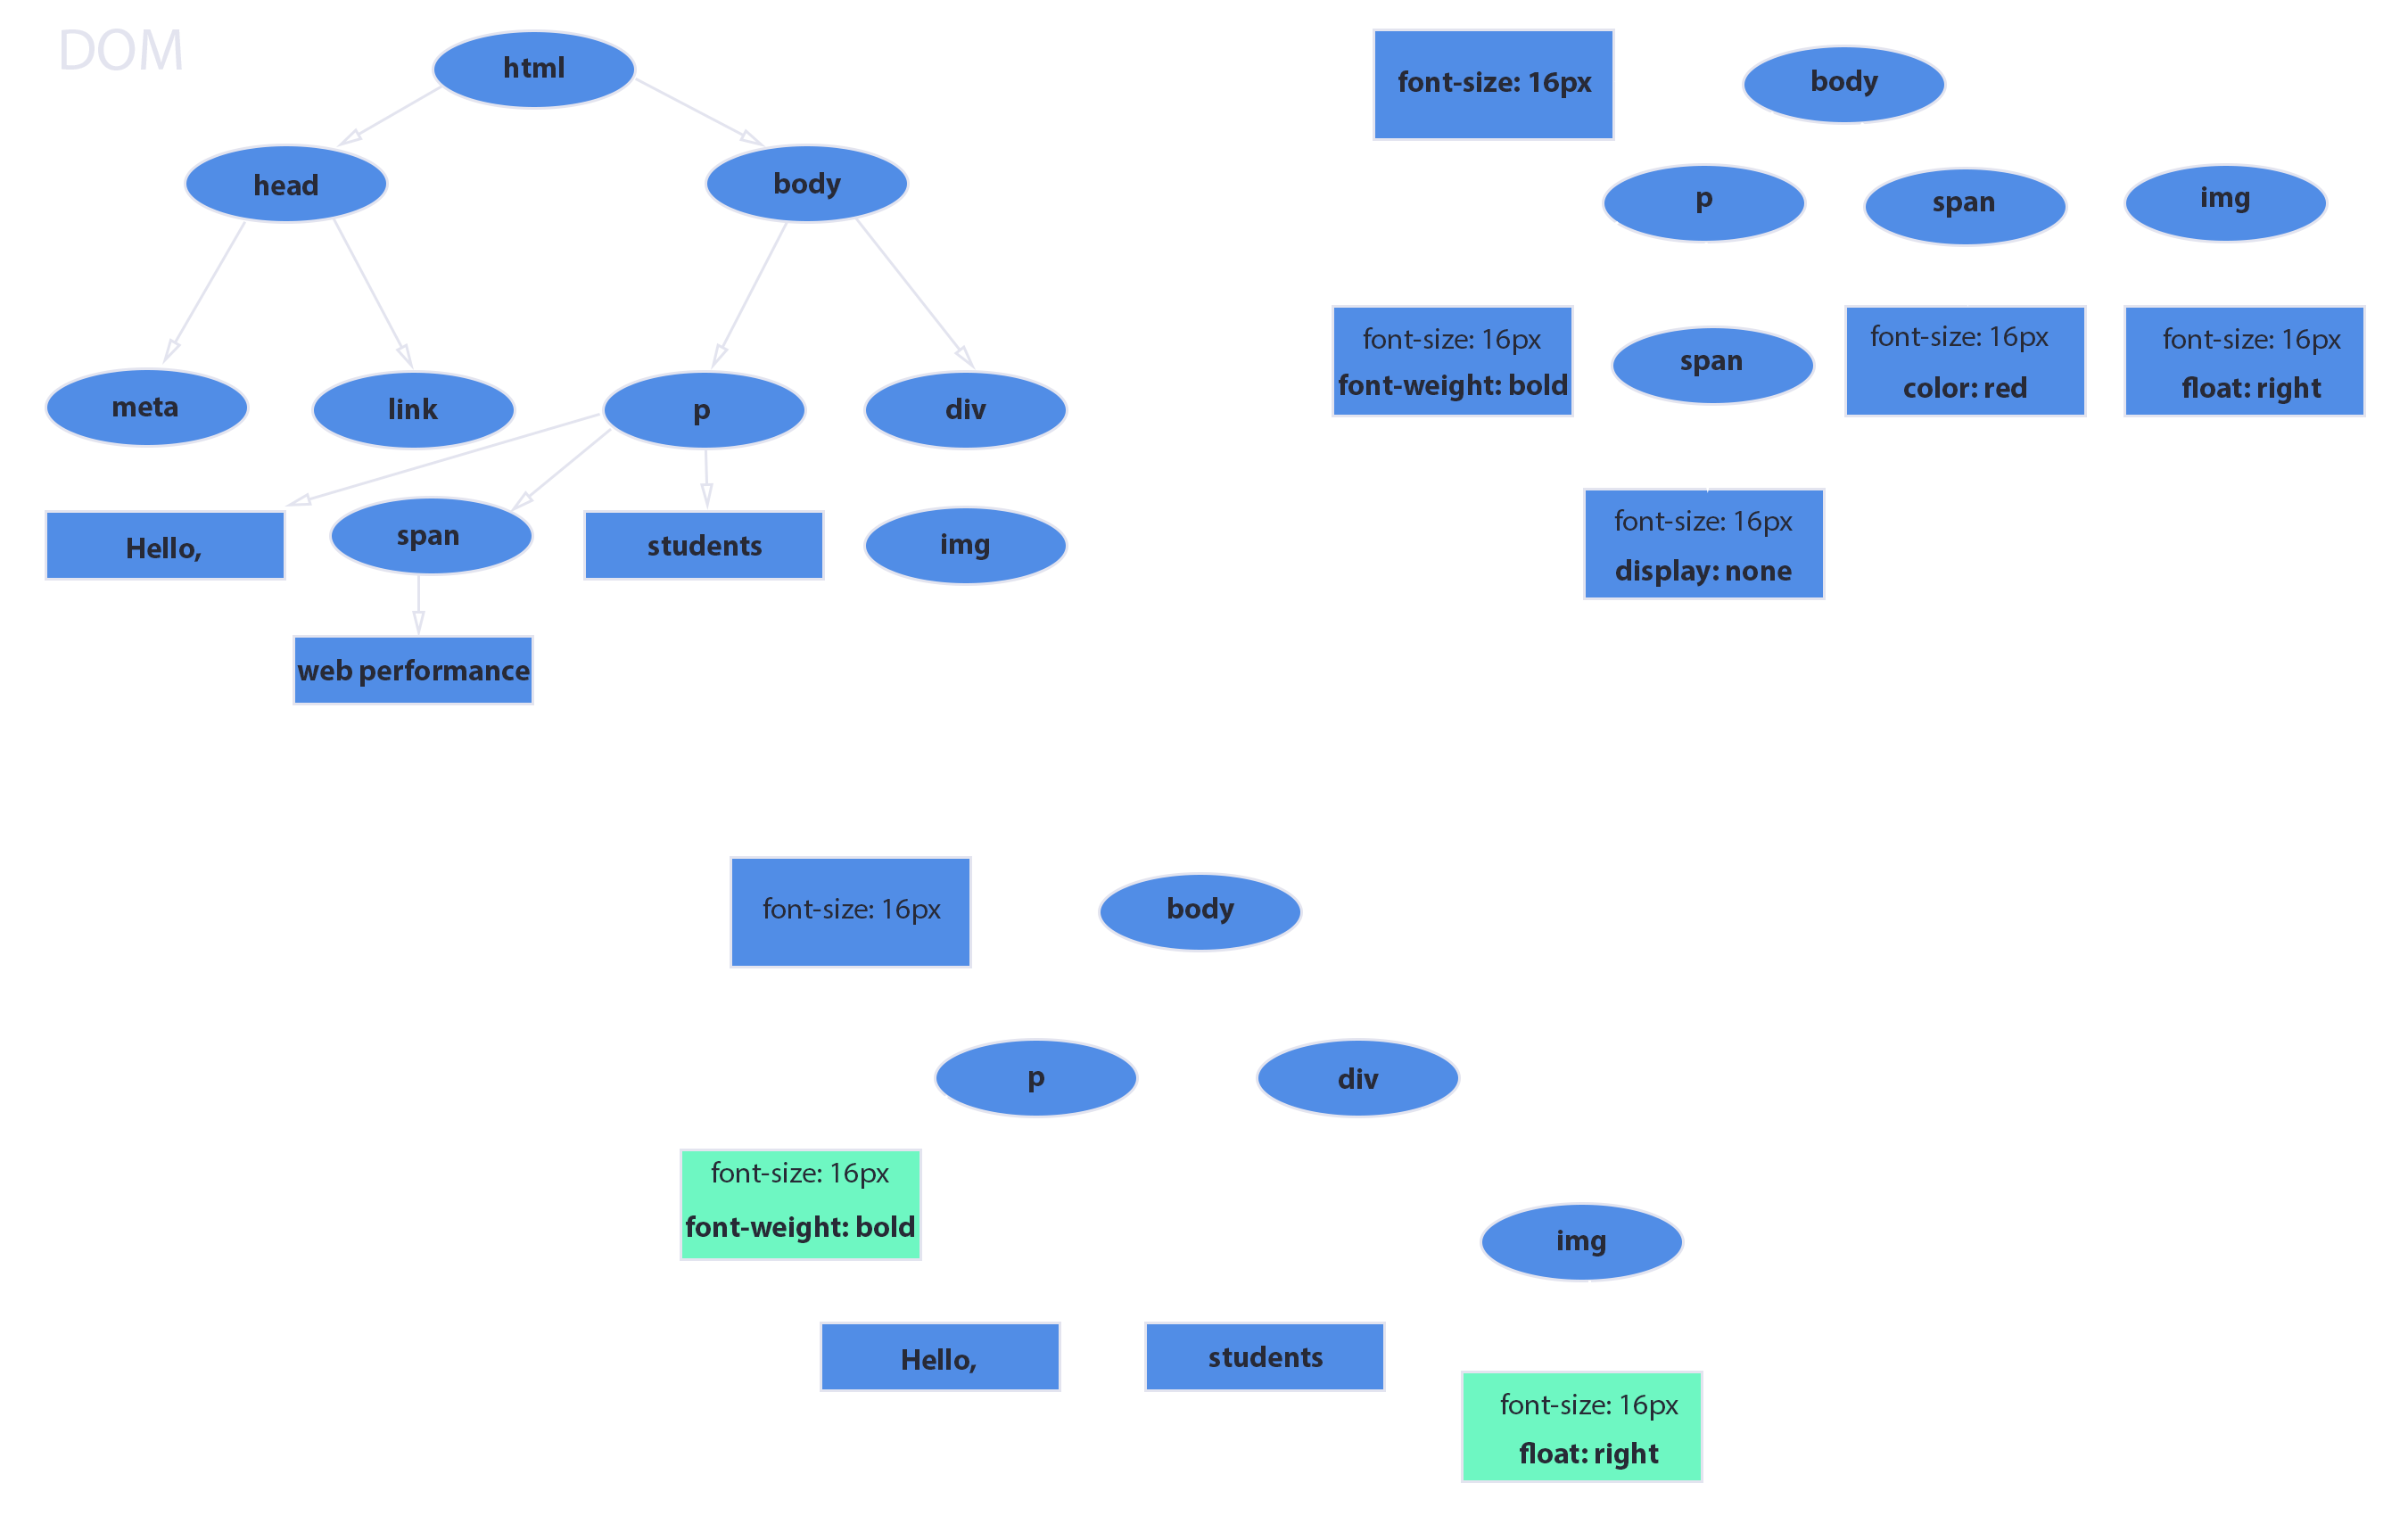 DOM
html
head
body
meta
link
p
div
Hello,
span
students
img
web performance
font-size: 16px
body
p
span
img
font-size: 16px
font-weight: bold
span
font-size: 16px
color: red
font-size: 16px
float: right
font-size: 16px
display: none
font-size: 16px
body
p
div
font-size: 16px
font-weight: bold
img
Hello,
students
font-size: 16px
float: right